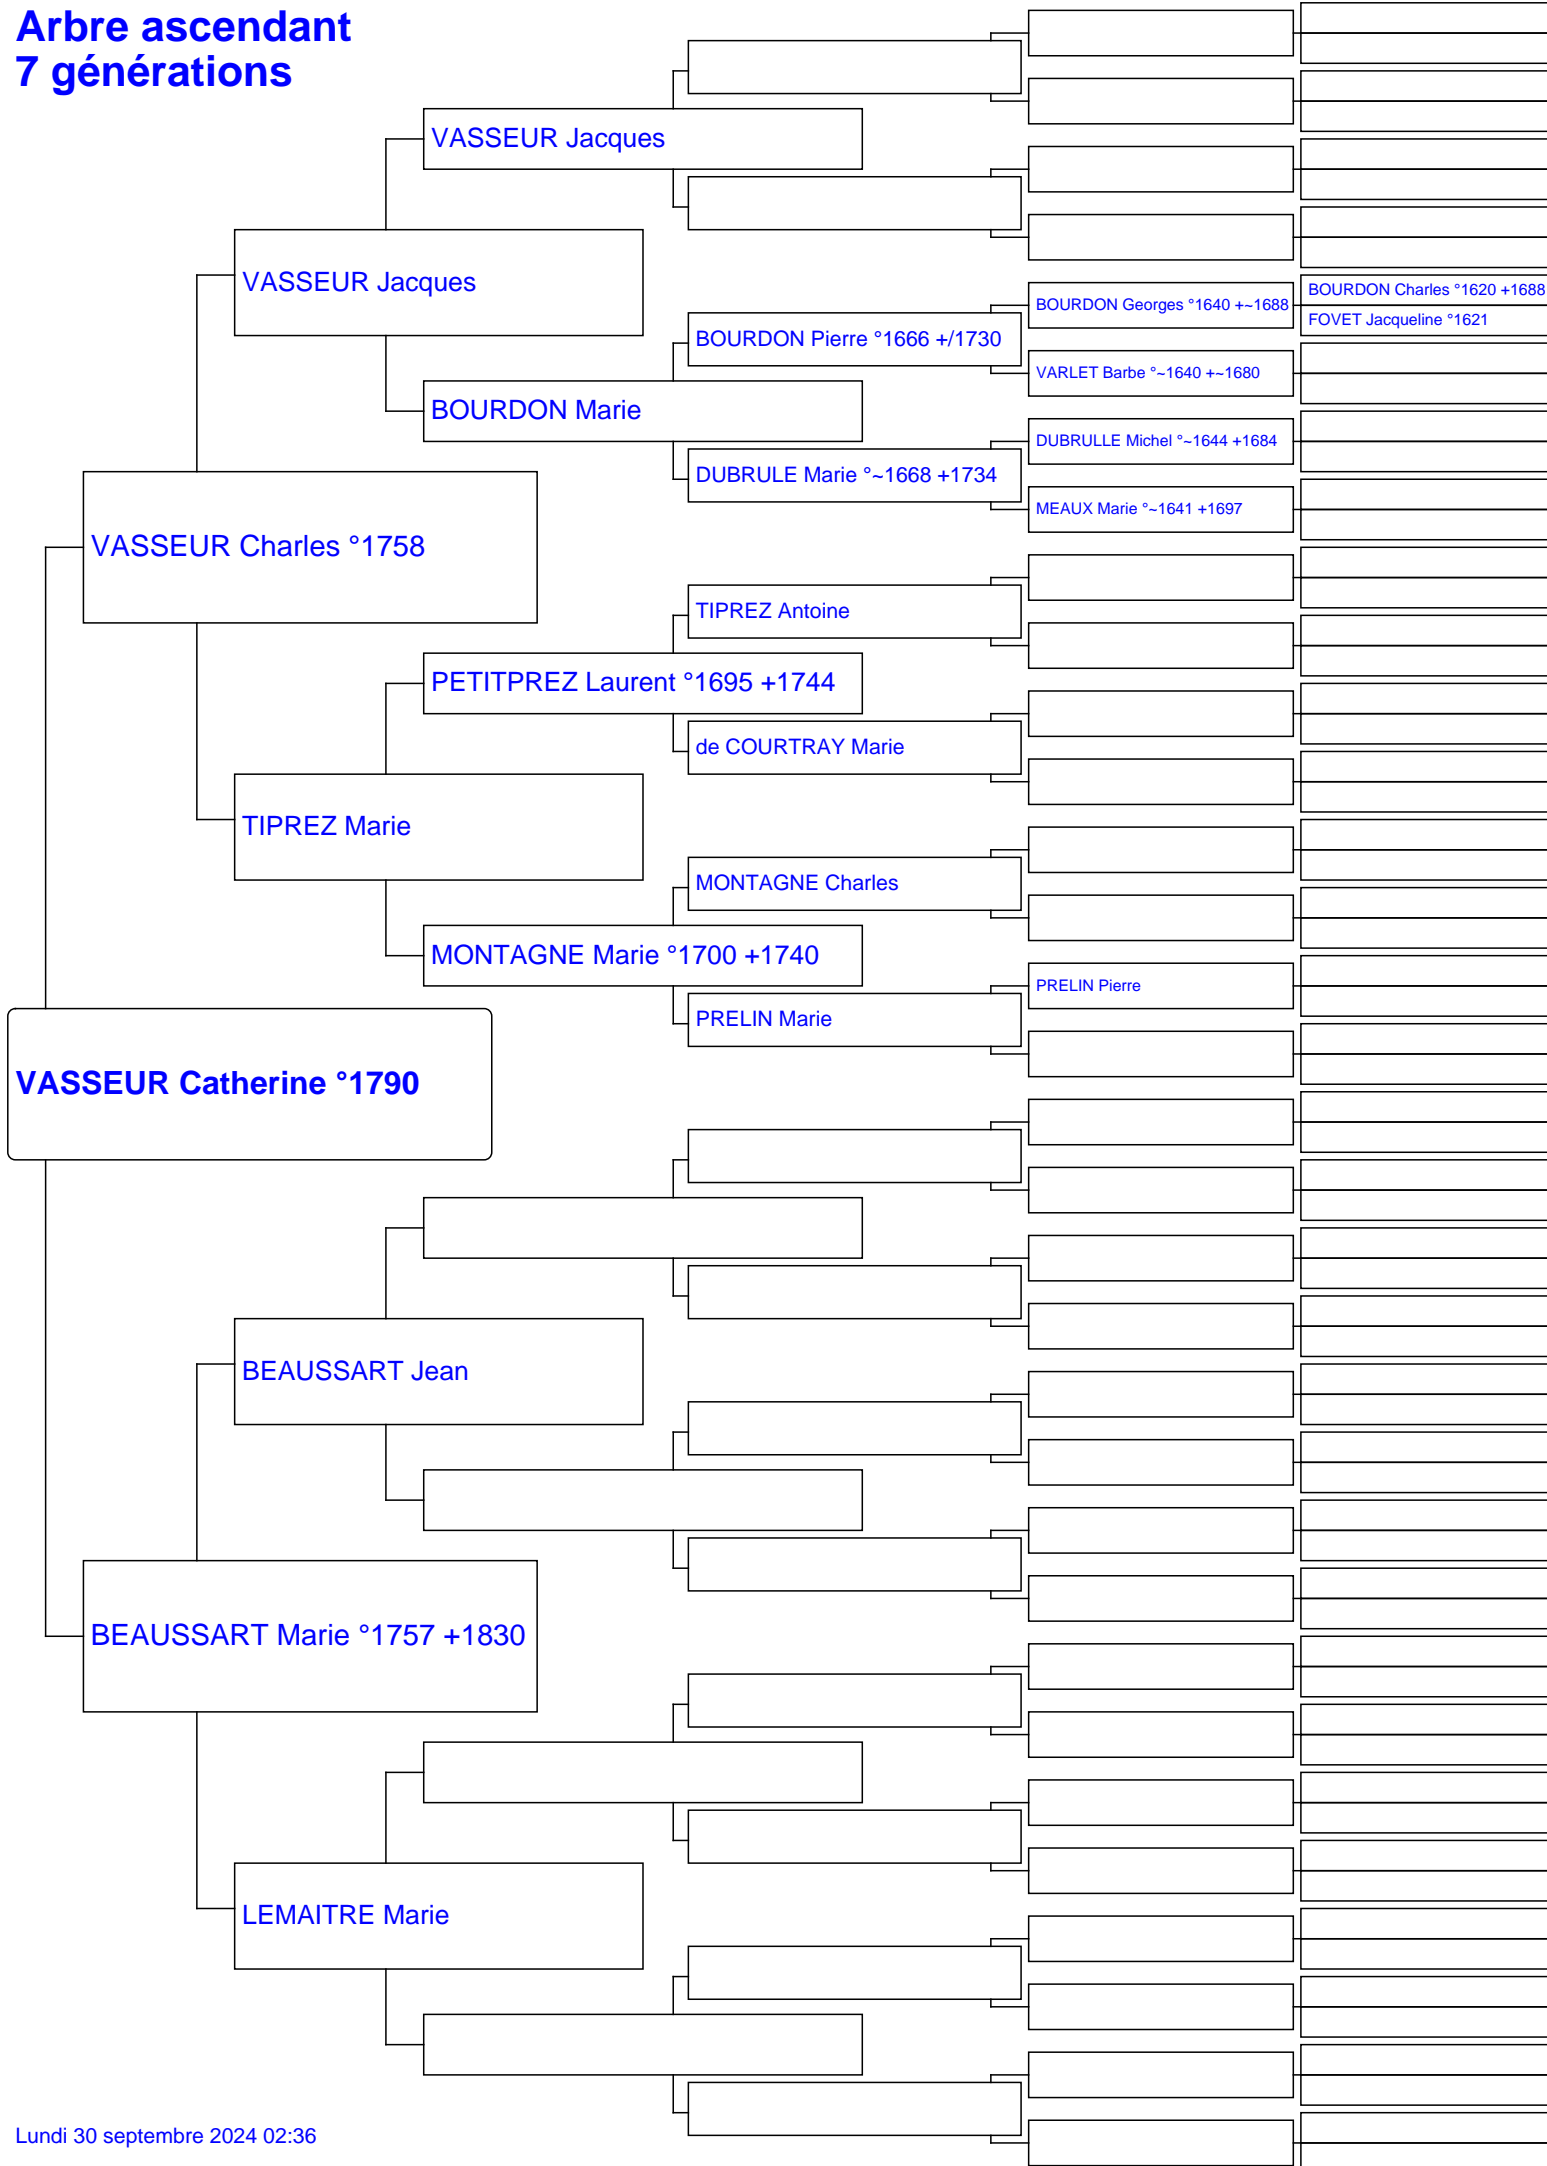 Arbre ascendant
7 générations
VASSEUR Jacques
VASSEUR Jacques
BOURDON Charles °1620 +1688
BOURDON Georges °1640 +~1688
FOVET Jacqueline °1621
BOURDON Pierre °1666 +/1730
VARLET Barbe °~1640 +~1680
BOURDON Marie
DUBRULLE Michel °~1644 +1684
DUBRULE Marie °~1668 +1734
MEAUX Marie °~1641 +1697
VASSEUR Charles °1758
TIPREZ Antoine
PETITPREZ Laurent °1695 +1744
de COURTRAY Marie
TIPREZ Marie
MONTAGNE Charles
MONTAGNE Marie °1700 +1740
PRELIN Pierre
PRELIN Marie
VASSEUR Catherine °1790
BEAUSSART Jean
BEAUSSART Marie °1757 +1830
LEMAITRE Marie
Lundi 30 septembre 2024 02:36